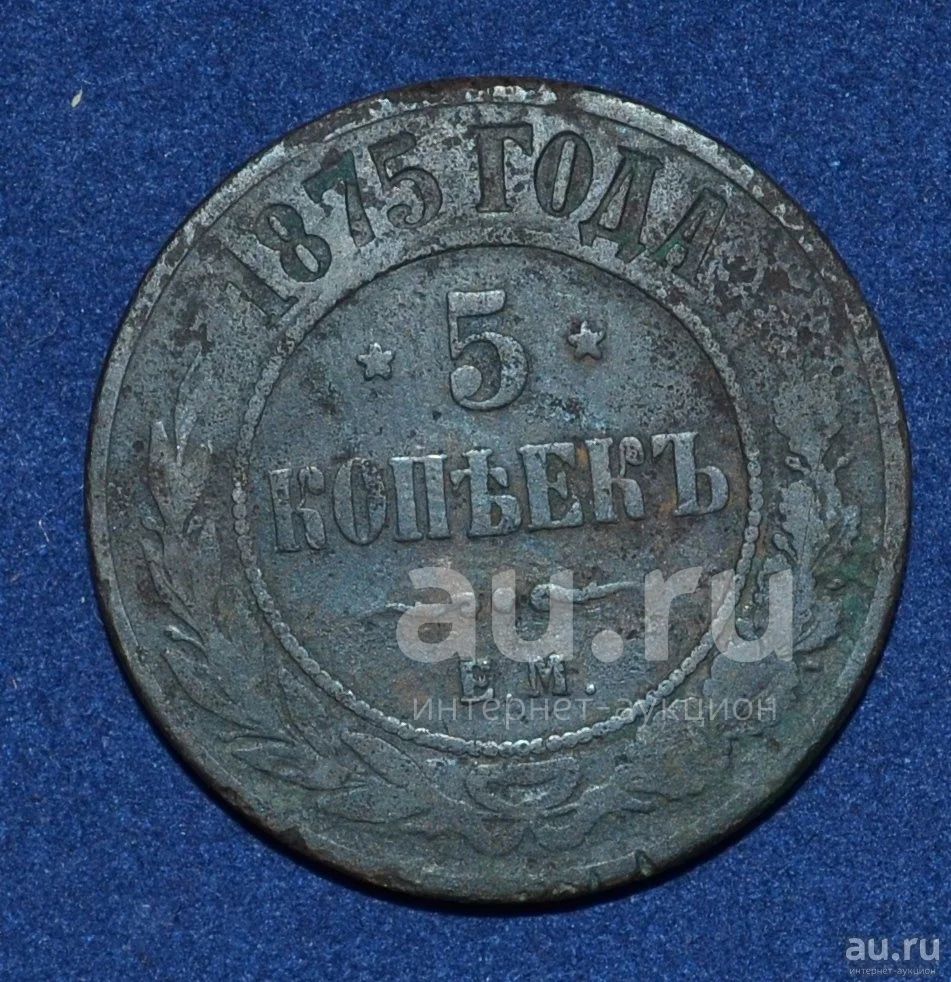 1875 ГОДА
5
КОПѢЕКЪ
Е.М.
au.ru
интернет-аукцион
au.ru
интернет-аукцион